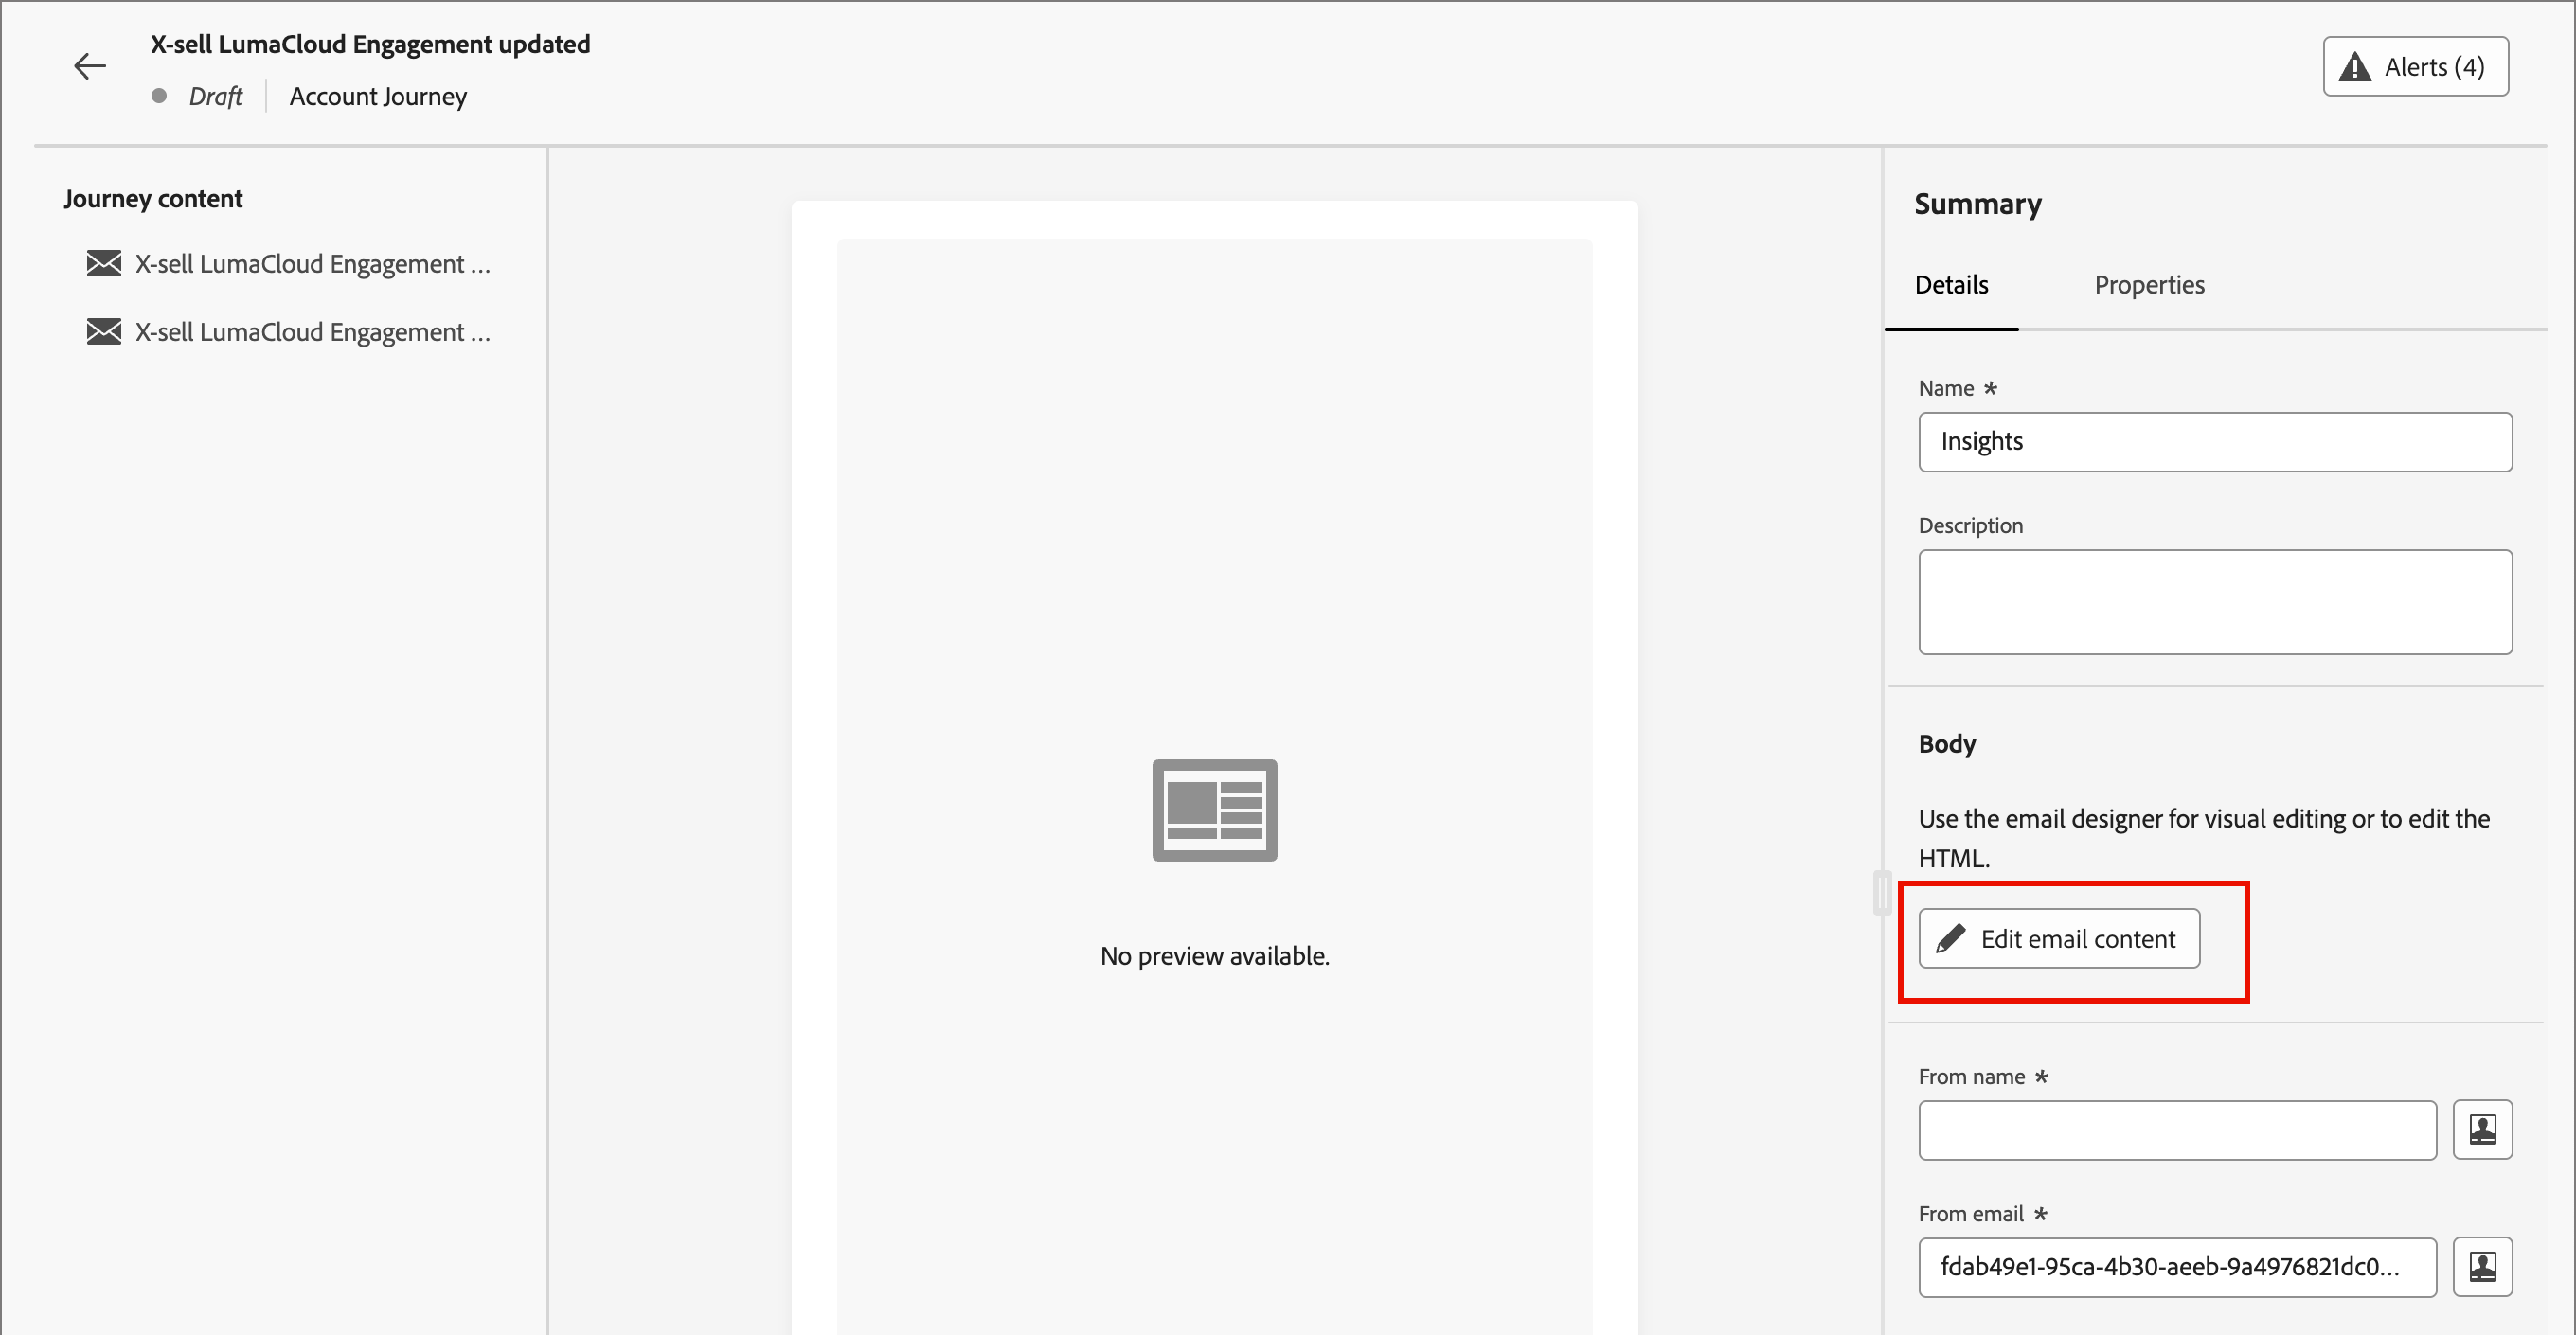 X-sell LumaCloud Engagement updated
Draft
Account Journey
Alerts (4)
Journey content
X-sell LumaCloud Engagement ...
X-sell LumaCloud Engagement ...
No preview available.
Summary
Details
Properties
Name *
Insights
Description
Body
Use the email designer for visual editing or to edit the
HTML.
Edit email content
From name *
From email *
fdab49e1-95ca-4b30-aeeb-9a4976821dc0...